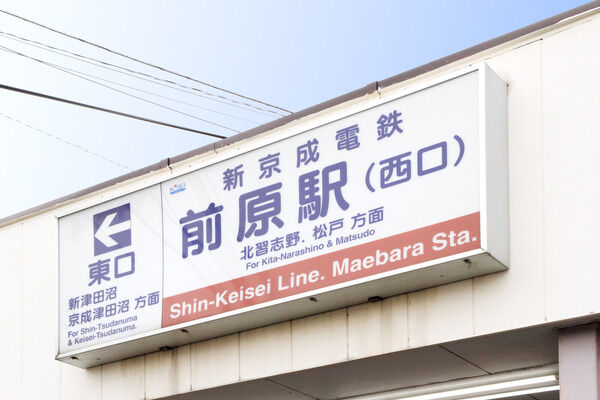 東口
新津田沼
京成津田沼 方面
For Shin-Tsudanuma
& Keisei-Tsudanuma.
新京成電鉄
前原駅(西口)
北習志野.松戸 方面
For Kita-Narashino & Matsudo
Shin-Keisei Line. Maebara Sta.